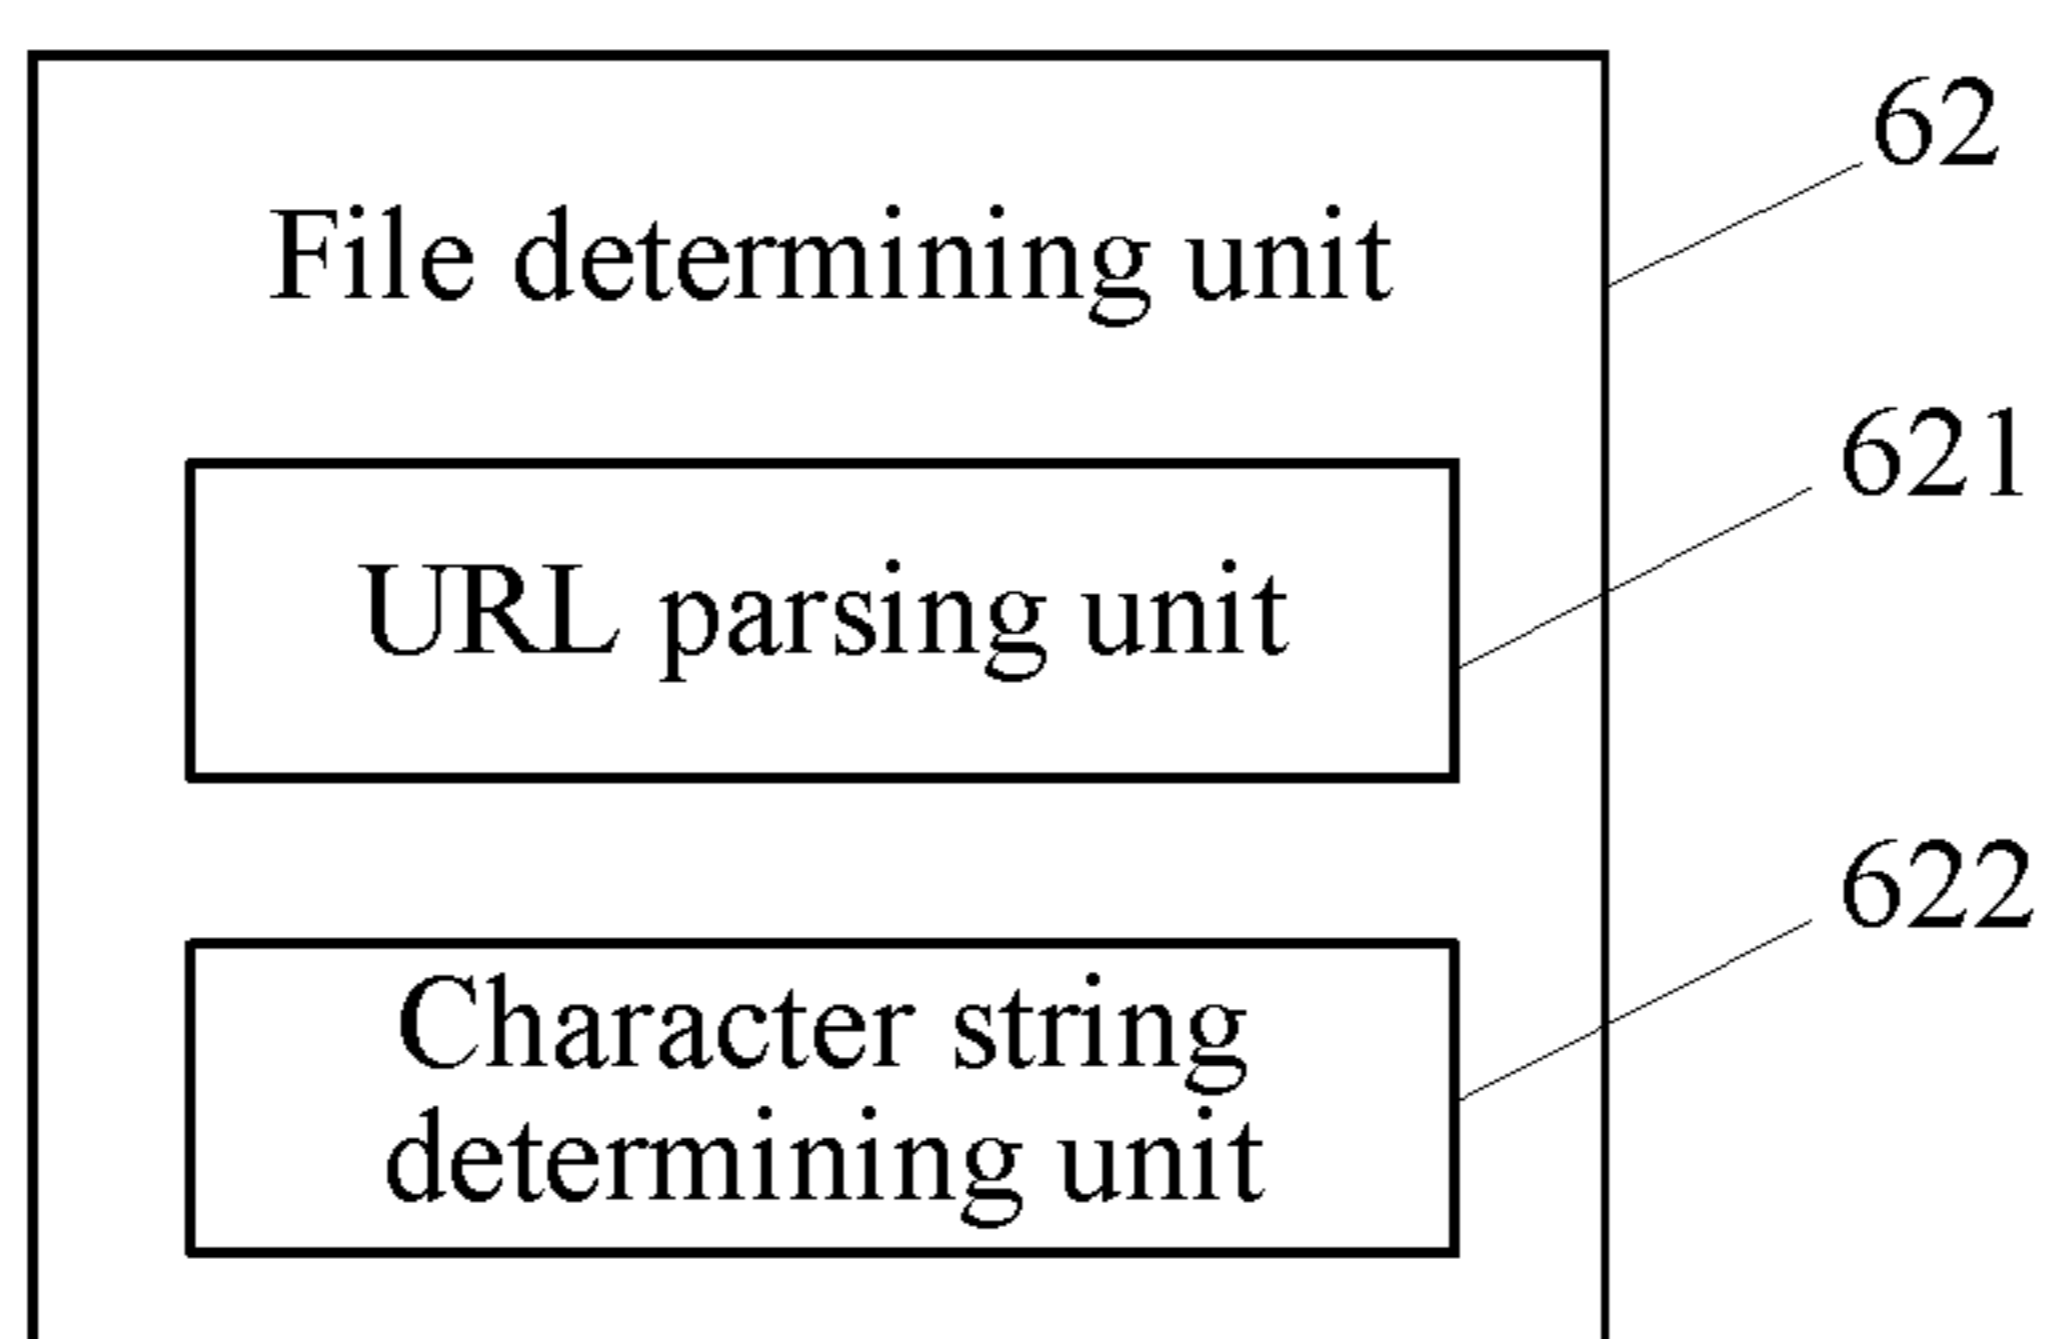 62
File determining unit
621
URL parsing unit
622
Character string
determining unit